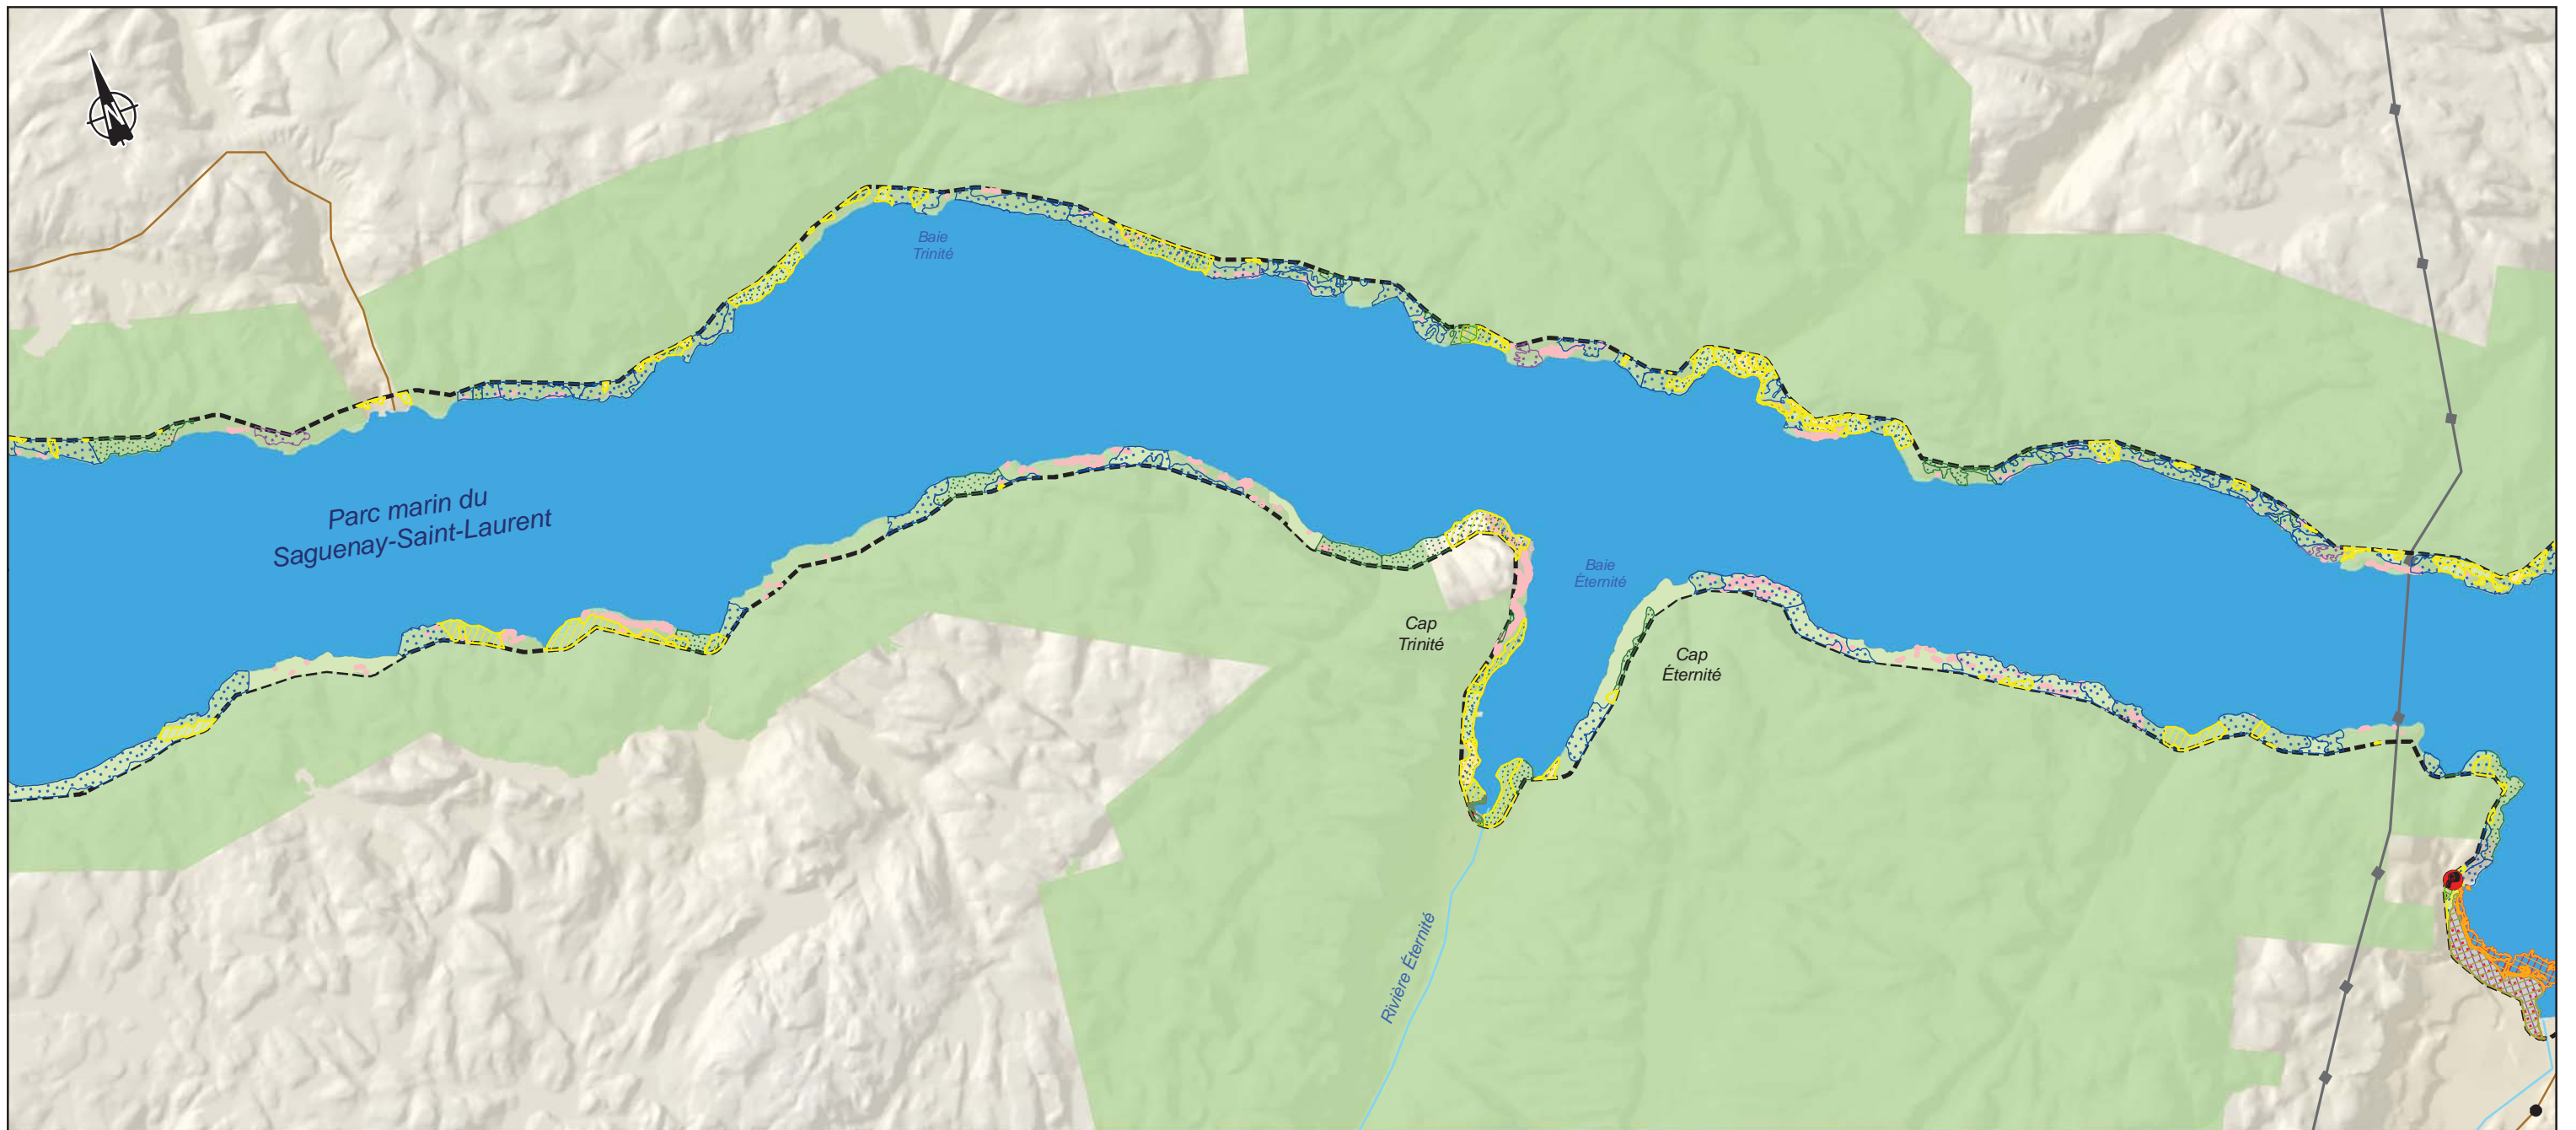 N
Baie
Trinité
Parc marin du
Saguenay-Saint-Laurent
Baie
Éternité
Cap
Trinité
Cap
Éternité
Rivière Éternité